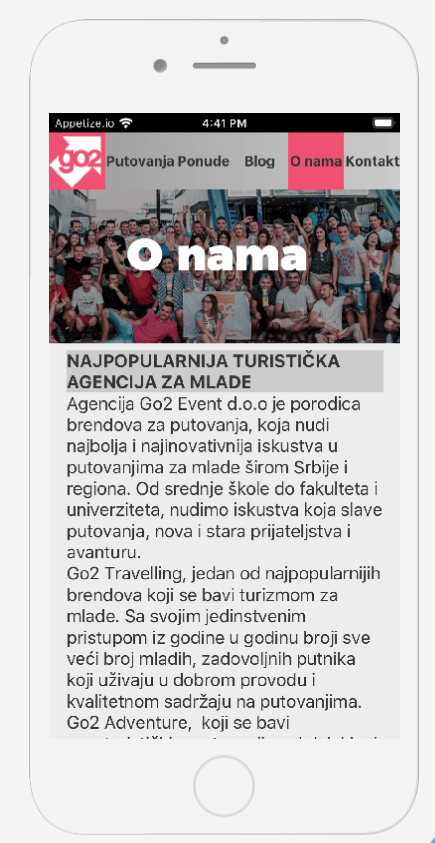 Appetize.io 4:41 PM
go2 Putovanja Ponude Blog O nama Kontakt
O nama
NAJPOPULARNIJA TURISTIČKA
AGENCIJA ZA MLADE
Agencija Go2 Event d.o.o je porodica
brendova za putovanja, koja nudi
najbolja i najinovativnija iskustva u
putovanjima za mlade širom Srbije i
regiona. Od srednje škole do fakulteta i
univerziteta, nudimo iskustva koja slave
putovanja, nova i stara prijateljstva i
avanturu.
Go2 Travelling, jedan od najpopularnijih
brendova koji se bavi turizmom za
mlade. Sa svojim jedinstvenim
pristupom iz godine u godinu broji sve
veći broj mladih, zadovoljnih putnika
koji uživaju u dobrom provodu i
kvalitetnom sadržaju na putovanjima.
Go2 Adventure, koji se bavi